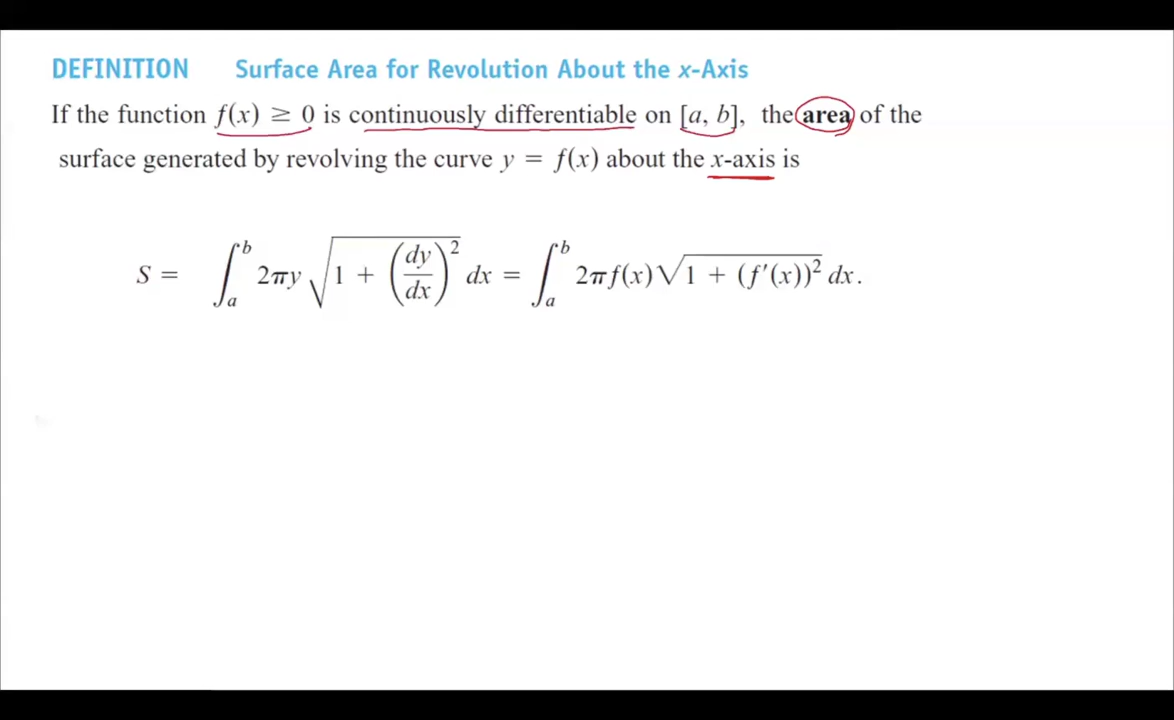 DEFINITION Surface Area for Revolution About the x-Axis
If the function f(x) ≥ 0 is continuously differentiable on [a, b], the area of the
surface generated by revolving the curve y = f(x) about the x-axis is
S = ∫_a^b 2πy √(1 + (dy/dx)^2) dx = ∫_a^b 2πf(x)√(1 + (f'(x))^2) dx.